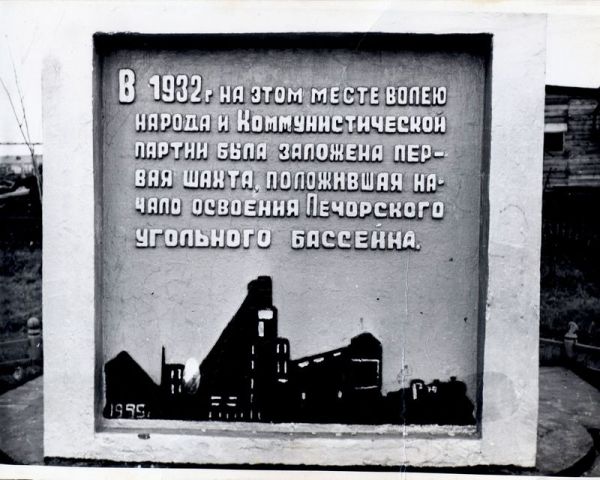 В 1932г НА ЭТОМ МЕСТЕ ВОЛЕЮ
НАРОДА И КОММУНИСТИЧЕСКОЙ
ПАРТИИ БЫЛА ЗАЛОЖЕНА ПЕР-
ВАЯ ШАХТА, ПОЛОЖИВШАЯ НА-
ЧАЛО ОСВОЕНИЯ ПЕЧОРСКОГО
УГОЛЬНОГО БАССЕЙНА.